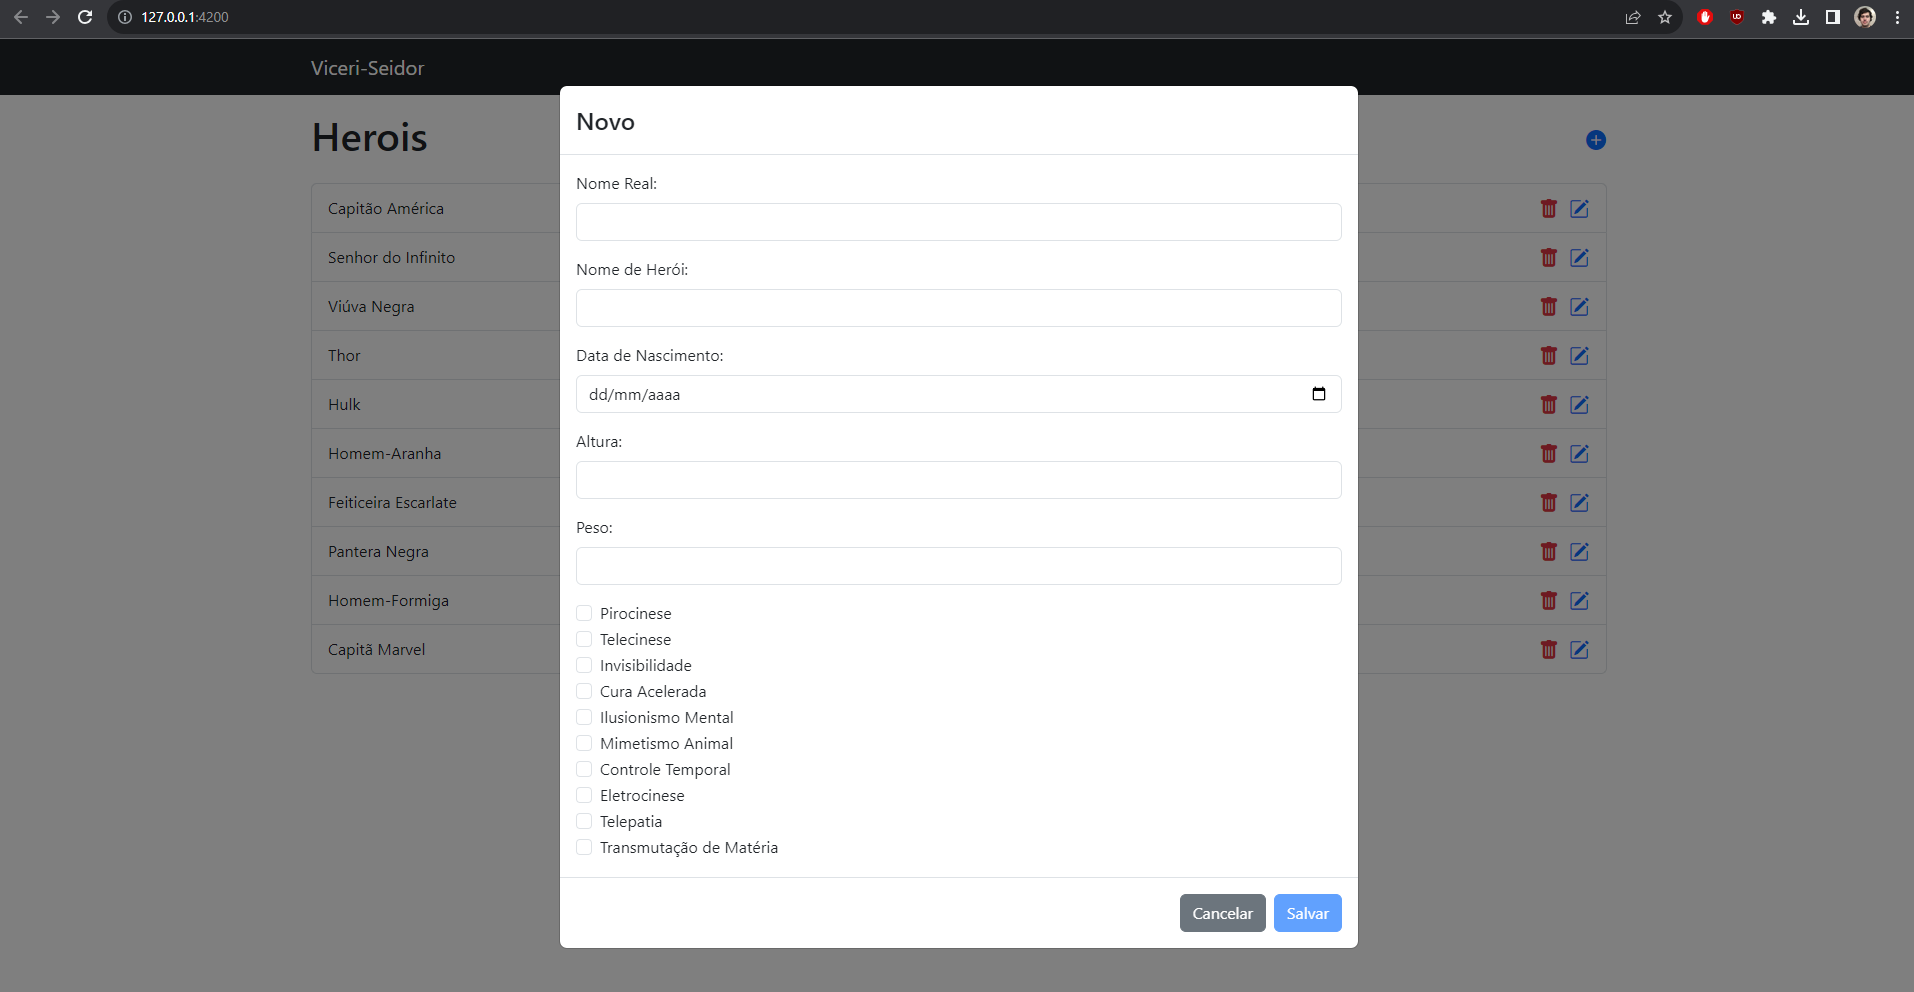 127.0.0.1:4200
Viceri-Seidor
Herois
Capitão América
Senhor do Infinito
Viúva Negra
Thor
Hulk
Homem-Aranha
Feiticeira Escarlate
Pantera Negra
Homem-Formiga
Capitã Marvel
Novo
Nome Real:
Nome de Herói:
Data de Nascimento:
dd/mm/aaaa
Altura:
Peso:
Pirocinese
Telecinese
Invisibilidade
Cura Acelerada
Ilusionismo Mental
Mimetismo Animal
Controle Temporal
Eletrocinese
Telepatia
Transmutação de Matéria
Cancelar Salvar